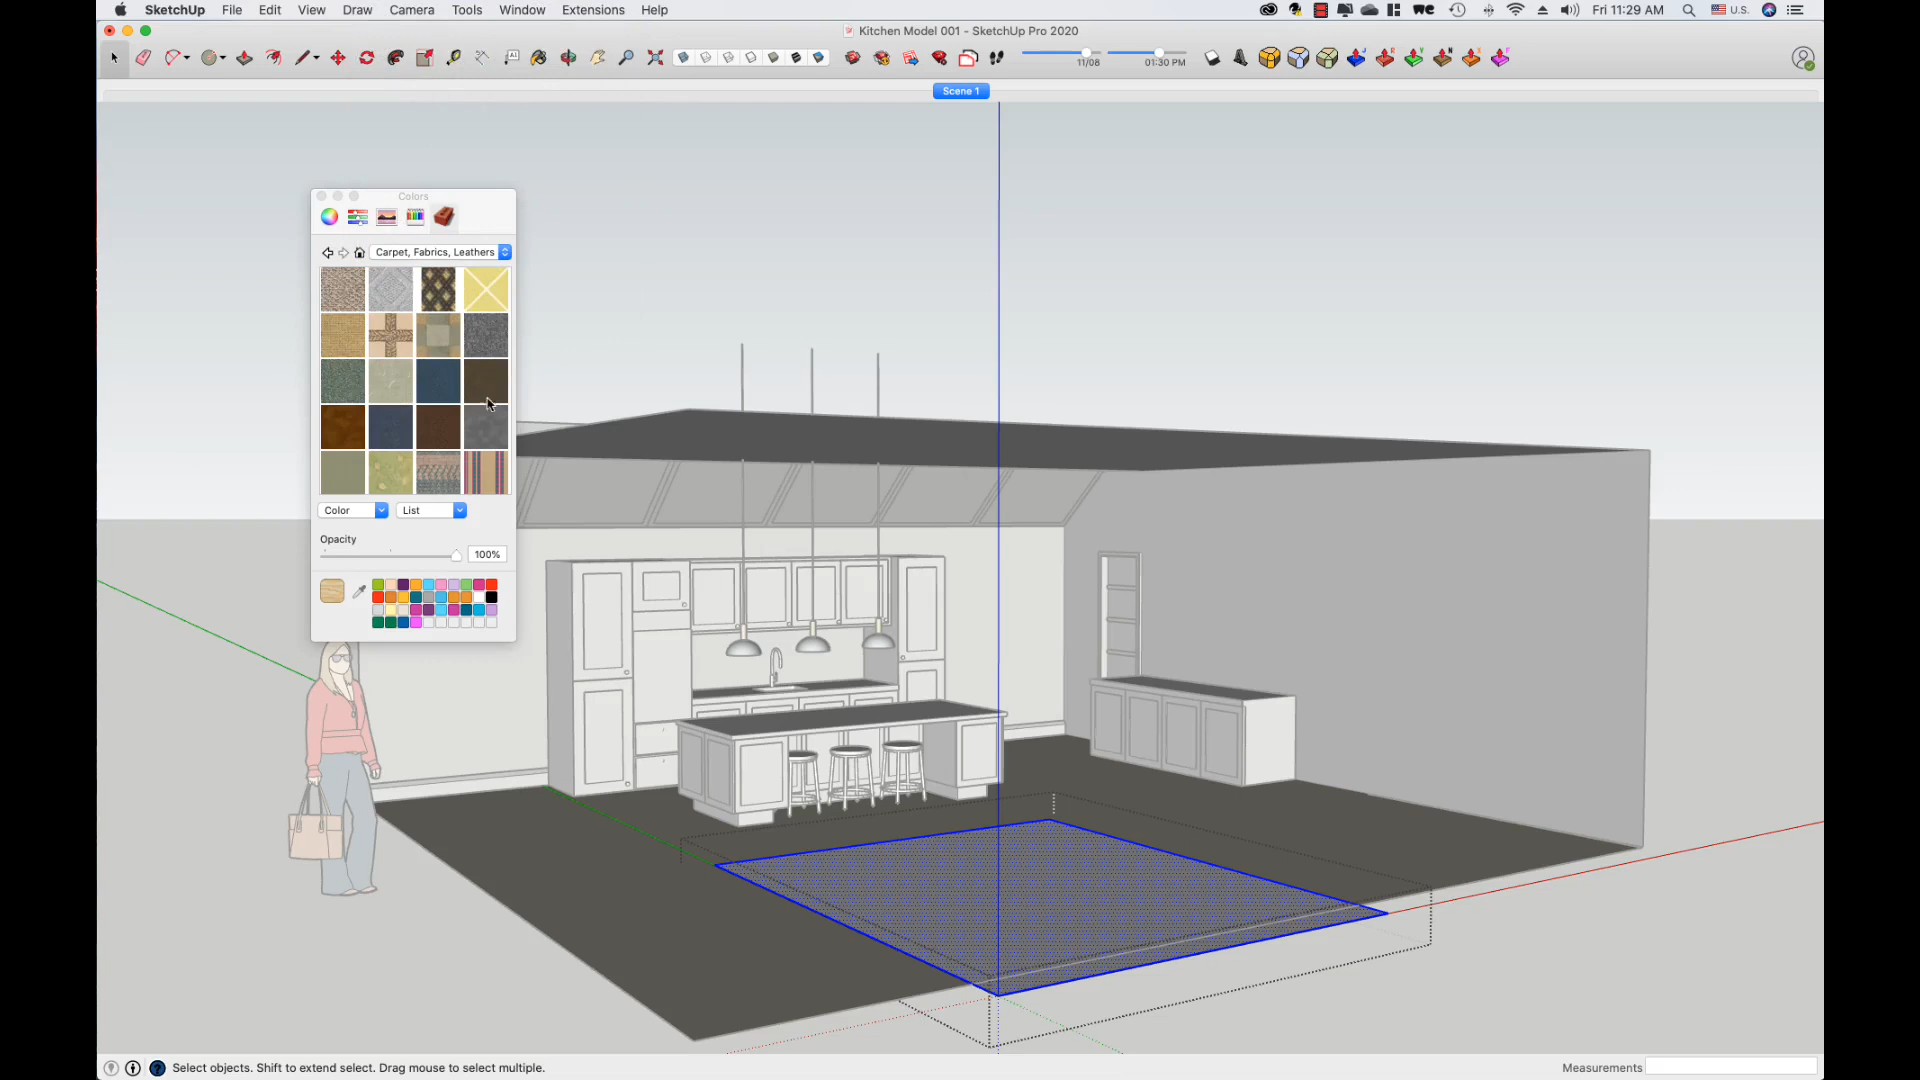 SketchUp File Edit View Draw Camera Tools Window Extensions Help
U.S. Fri 11:29 AM
Kitchen Model 001 - SketchUp Pro 2020
11/08 01:30 PM
Scene 1
Colors
Carpet, Fabrics, Leathers
Color List
Opacity
100%
Select objects. Shift to extend select. Drag mouse to select multiple.
Measurements